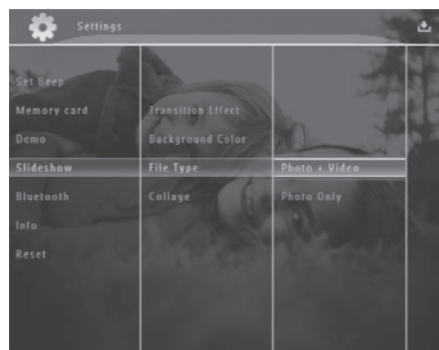 Settings
Set Beep
Memory card
Demo
Slideshow
Bluetooth
Info
Reset
Transition Effect
Background Color
File Type
Collage
Photo + Video
Photo Only